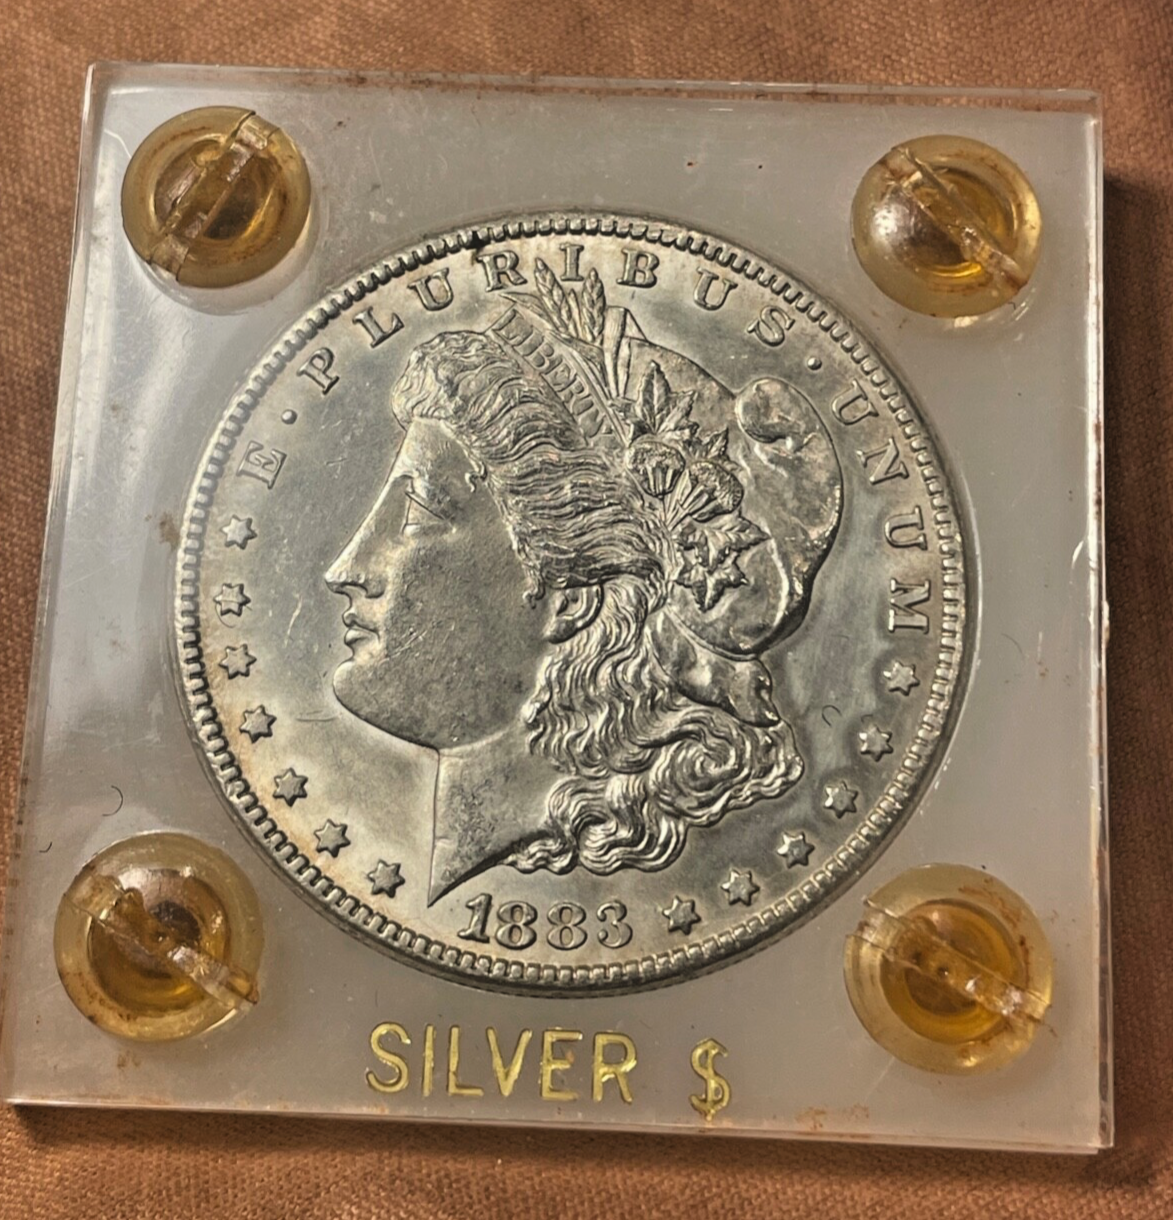 E · PLURIBUS · UNUM
LIBERTY
1883
SILVER $